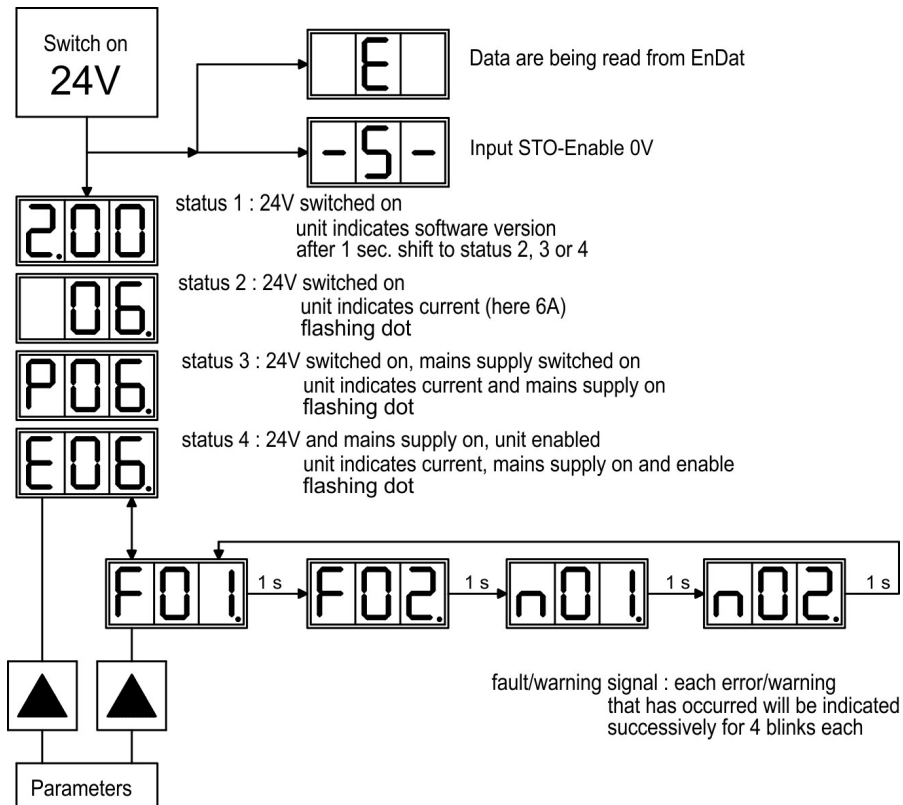 Switch on
24V
E
Data are being read from EnDat
-S-
Input STO-Enable 0V
2.00
status 1 : 24V switched on
unit indicates software version
after 1 sec. shift to status 2, 3 or 4
06.
status 2 : 24V switched on
unit indicates current (here 6A)
flashing dot
P06.
status 3 : 24V switched on, mains supply switched on
unit indicates current and mains supply on
flashing dot
E06.
status 4 : 24V and mains supply on, unit enabled
unit indicates current, mains supply on and enable
flashing dot
F01. 1 s F02. 1 s n01. 1 s n02. 1 s
fault/warning signal : each error/warning
that has occurred will be indicated
successively for 4 blinks each
Parameters